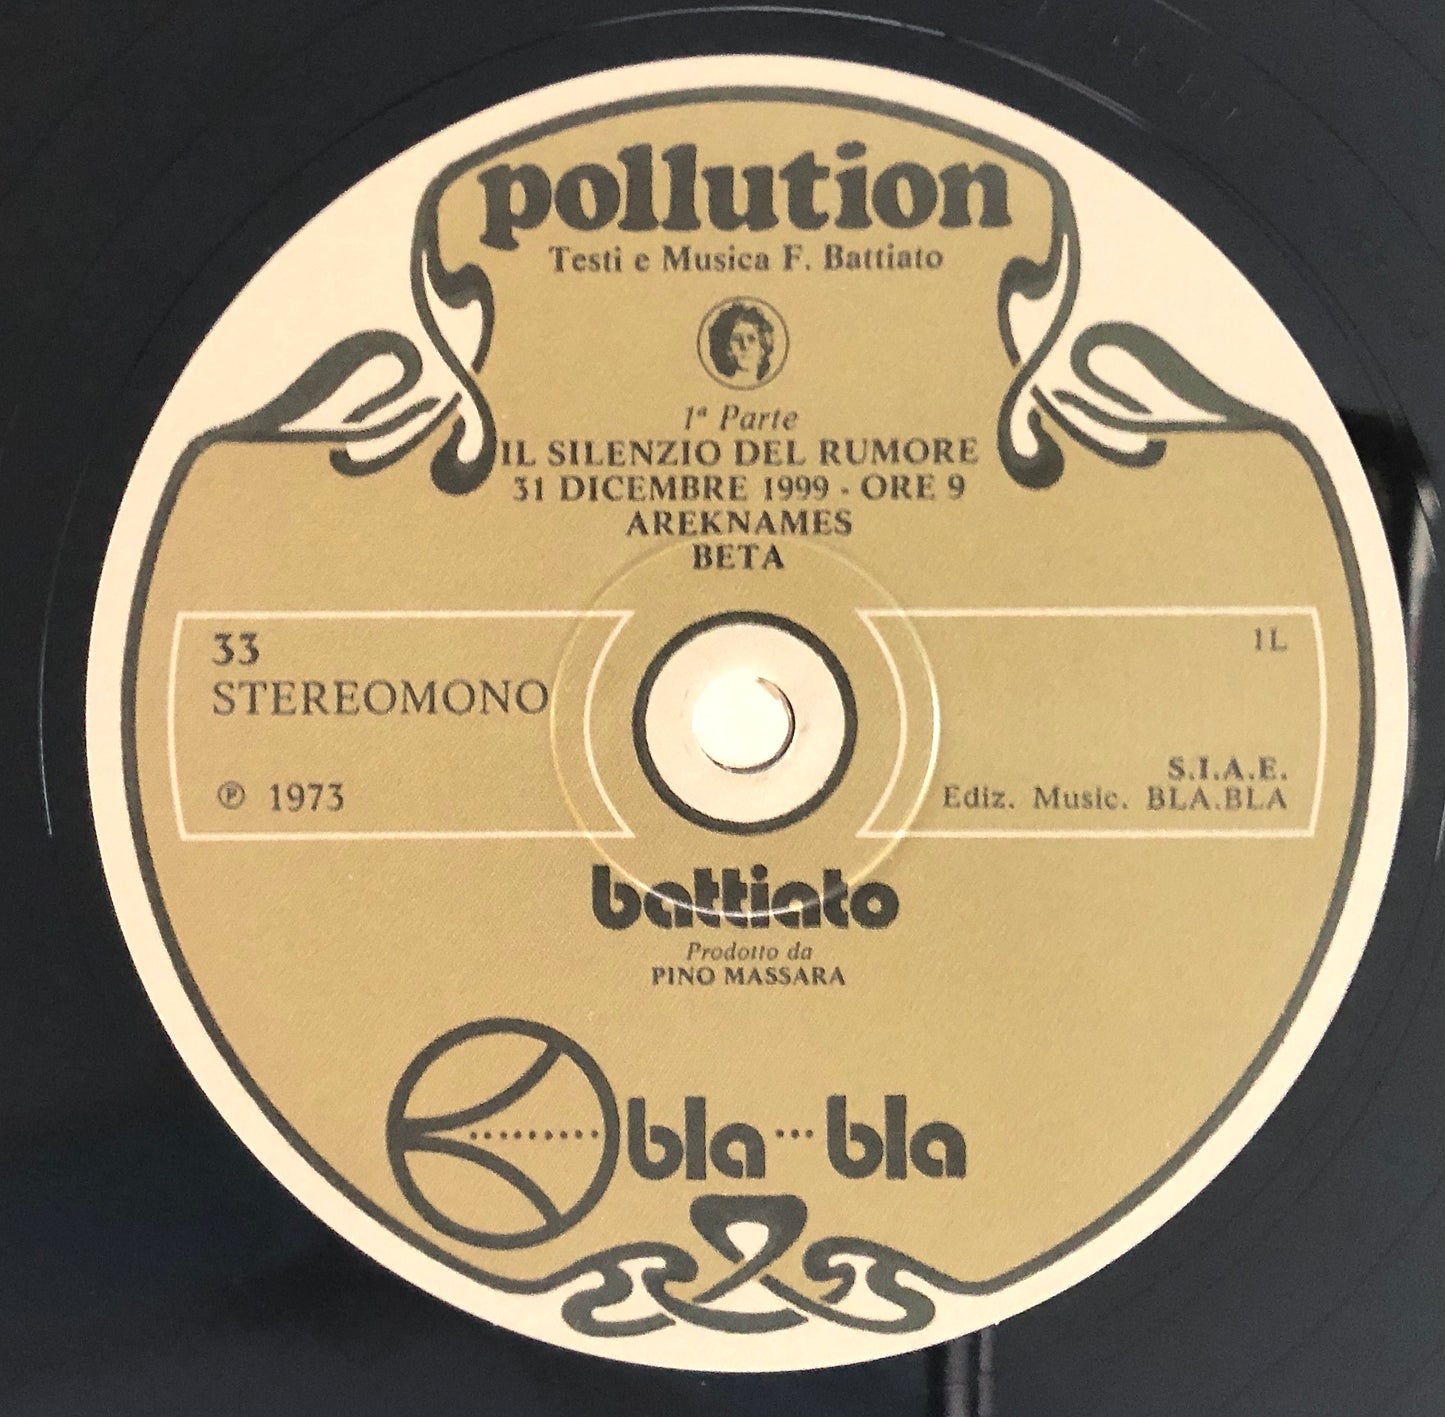 pollution
Testi e Musica F. Battiato
1ª Parte
IL SILENZIO DEL RUMORE
31 DICEMBRE 1999 - ORE 9
AREKNAMES
BETA
33
STEREOMONO
℗ 1973
1L
S.I.A.E.
Ediz. Music. BLA.BLA
battiato
Prodotto da
PINO MASSARA
bla...bla